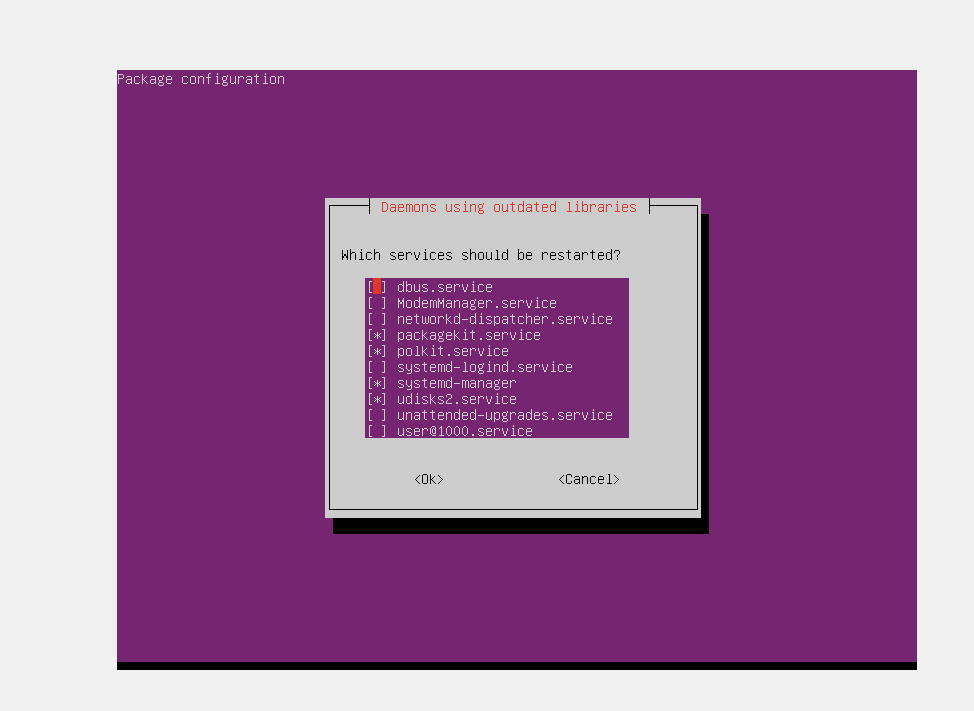 Package configuration
Daemons using outdated libraries
Which services should be restarted?
[ ] dbus.service
[ ] ModemManager.service
[ ] networkd-dispatcher.service
[*] packagekit.service
[*] polkit.service
[ ] systemd-logind.service
[*] systemd-manager
[*] udisks2.service
[ ] unattended-upgrades.service
[ ] user@1000.service
<Ok> <Cancel>